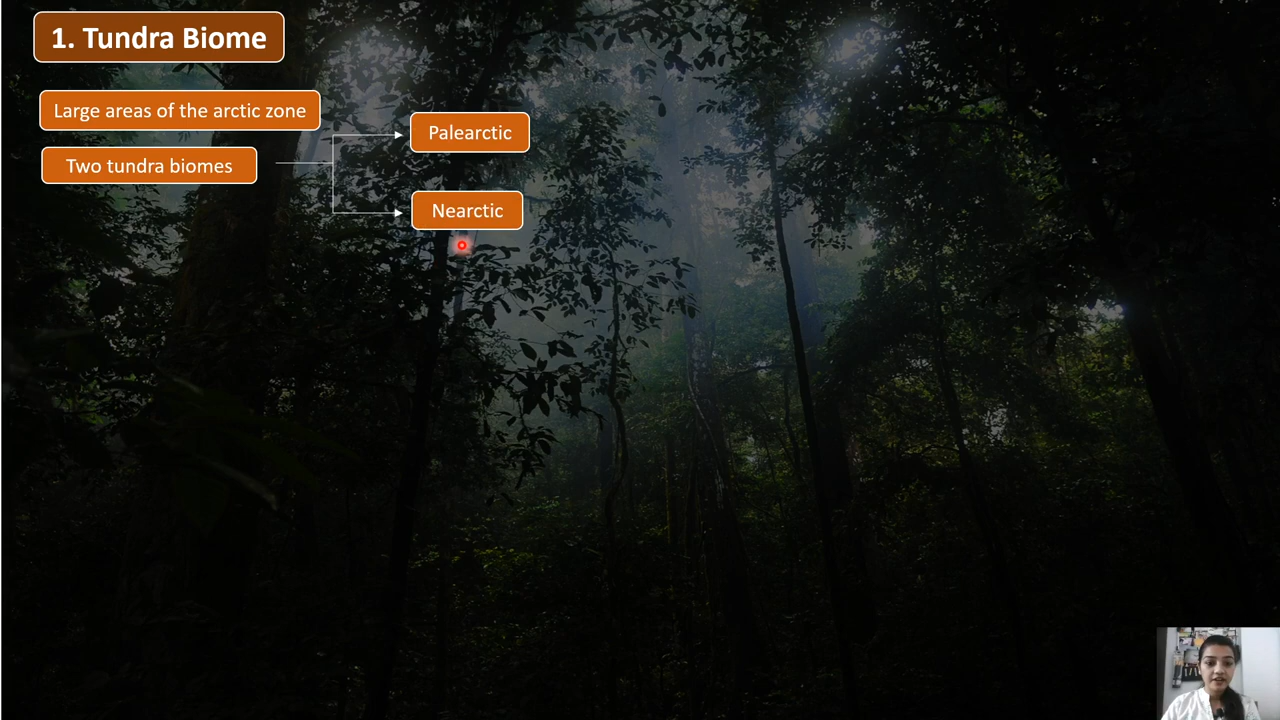 1. Tundra Biome
Large areas of the arctic zone
Two tundra biomes
Palearctic
Nearctic